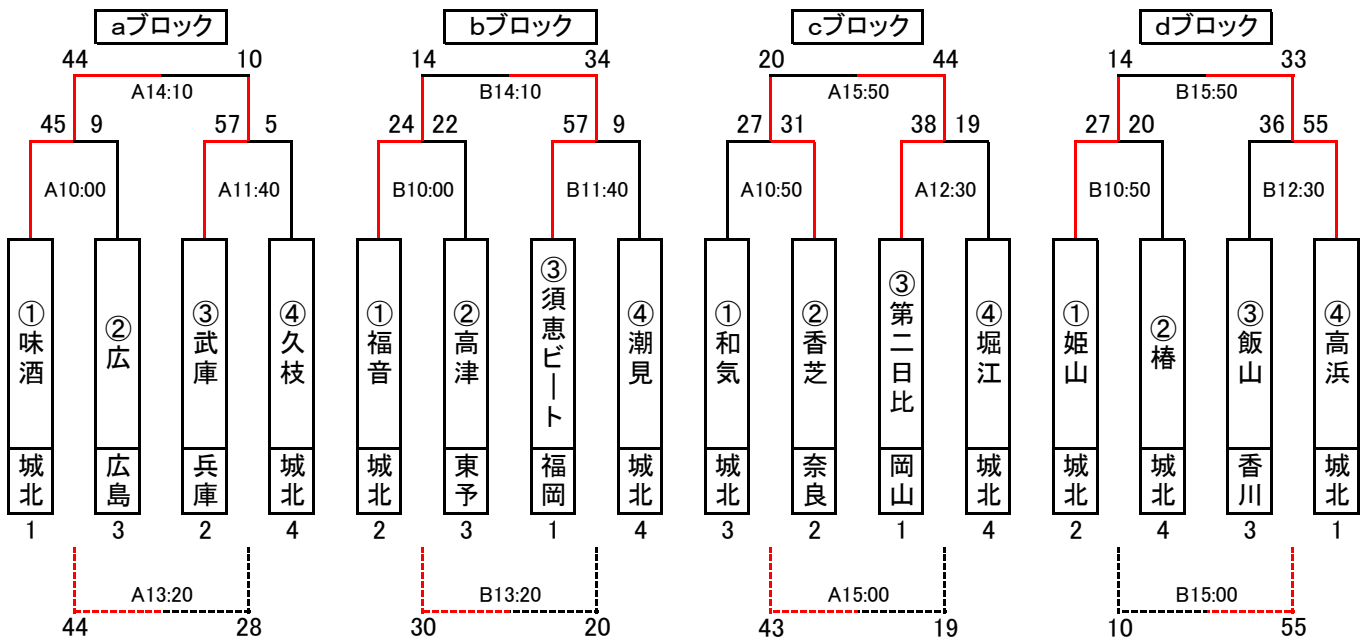 aブロック bブロック cブロック dブロック
44 10 14 34 20 44 14 33
A14:10 B14:10 A15:50 B15:50
45 9 57 5 24 22 57 9 27 31 38 19 27 20 36 55
A10:00 A11:40 B10:00 B11:40 A10:50 A12:30 B10:50 B12:30
①味酒
②広
③武庫
④久枝
①福音
②高津
③須恵ビート
④潮見
①和気
②香芝
③第二日比
④堀江
①姫山
②椿
③飯山
④高浜
城北
広島
兵庫
城北
城北
東予
福岡
城北
城北
奈良
岡山
城北
城北
城北
香川
城北
1 3 2 4 2 3 1 4 3 2 1 4 2 4 3 1
A13:20 B13:20 A15:00 B15:00
44 28 30 20 43 19 10 55